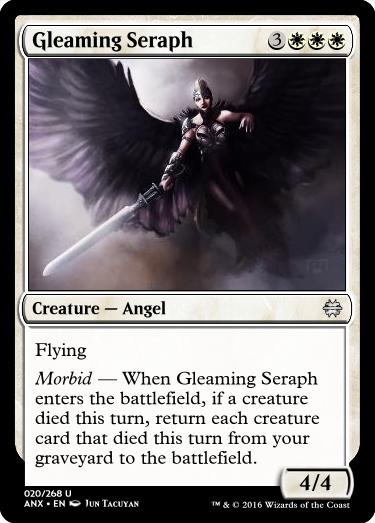 Gleaming Seraph 3
Creature — Angel
Flying
Morbid — When Gleaming Seraph
enters the battlefield, if a creature
died this turn, return each creature
card that died this turn from your
graveyard to the battlefield.
4/4
020/268 U
ANX • EN Jun Tacuyan
™ & © 2016 Wizards of the Coast